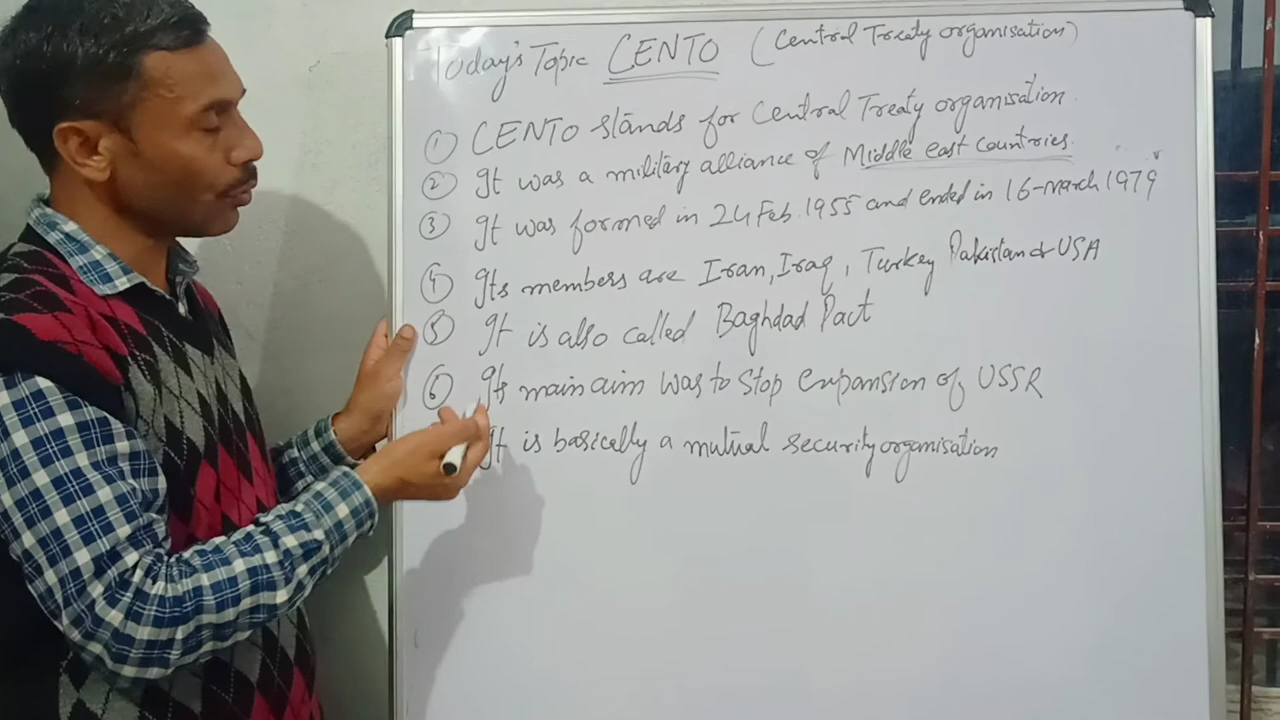 Today's Topic CENTO (Central Treaty organisation)
① CENTO stands for Central Treaty organisation
② It was a military alliance of Middle east Countries.
③ It was formed in 24 Feb. 1955 and ended in 16-March 1979
④ Its members are Iran, Iraq, Turkey Pakistan & USA
⑤ It is also called Baghdad Pact
⑥ Its main aim was to stop expansion of USSR
It is basically a mutual security organisation